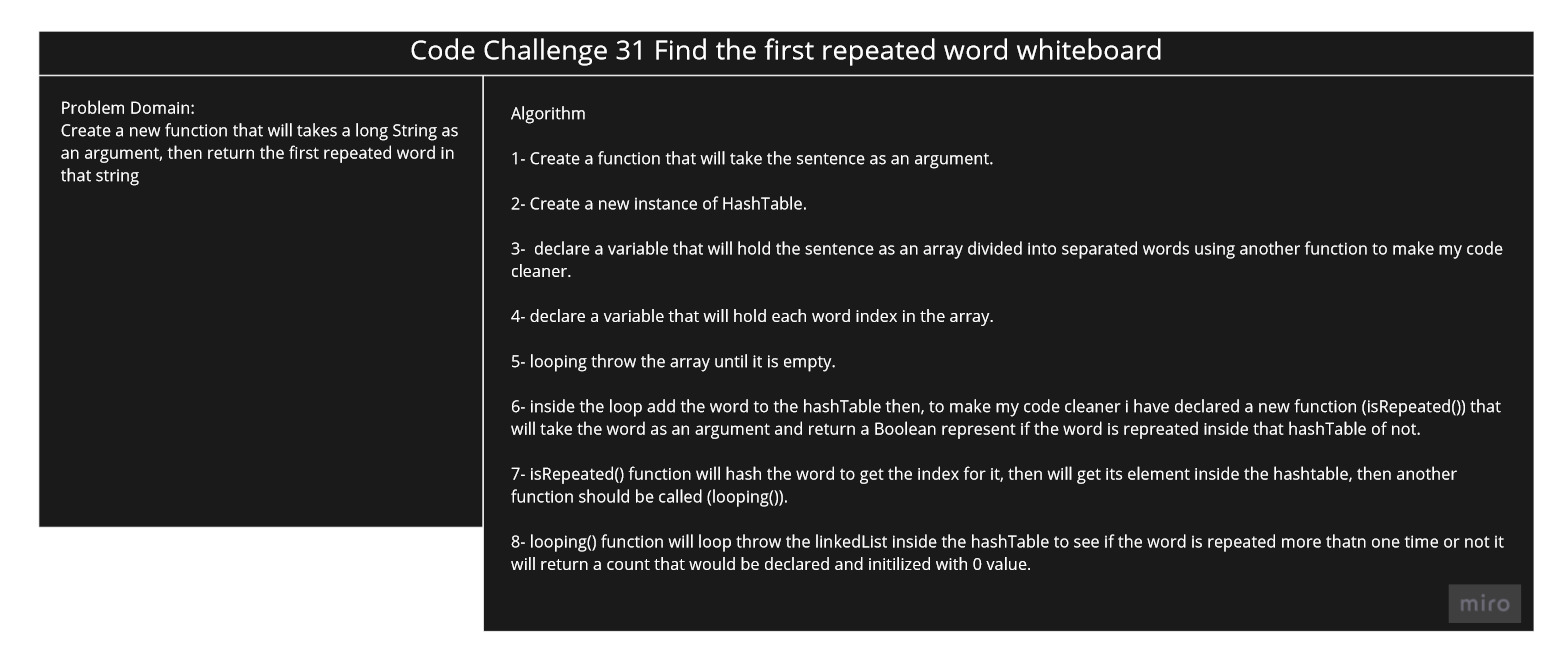 Code Challenge 31 Find the first repeated word whiteboard
Problem Domain:
Create a new function that will takes a long String as
an argument, then return the first repeated word in
that string
Algorithm
1- Create a function that will take the sentence as an argument.
2- Create a new instance of HashTable.
3-  declare a variable that will hold the sentence as an array divided into separated words using another function to make my code
cleaner.
4- declare a variable that will hold each word index in the array.
5- looping throw the array until it is empty.
6- inside the loop add the word to the hashTable then, to make my code cleaner i have declared a new function (isRepeated()) that
will take the word as an argument and return a Boolean represent if the word is repreated inside that hashTable of not.
7- isRepeated() function will hash the word to get the index for it, then will get its element inside the hashtable, then another
function should be called (looping()).
8- looping() function will loop throw the linkedList inside the hashTable to see if the word is repeated more thatn one time or not it
will return a count that would be declared and initilized with 0 value.
miro